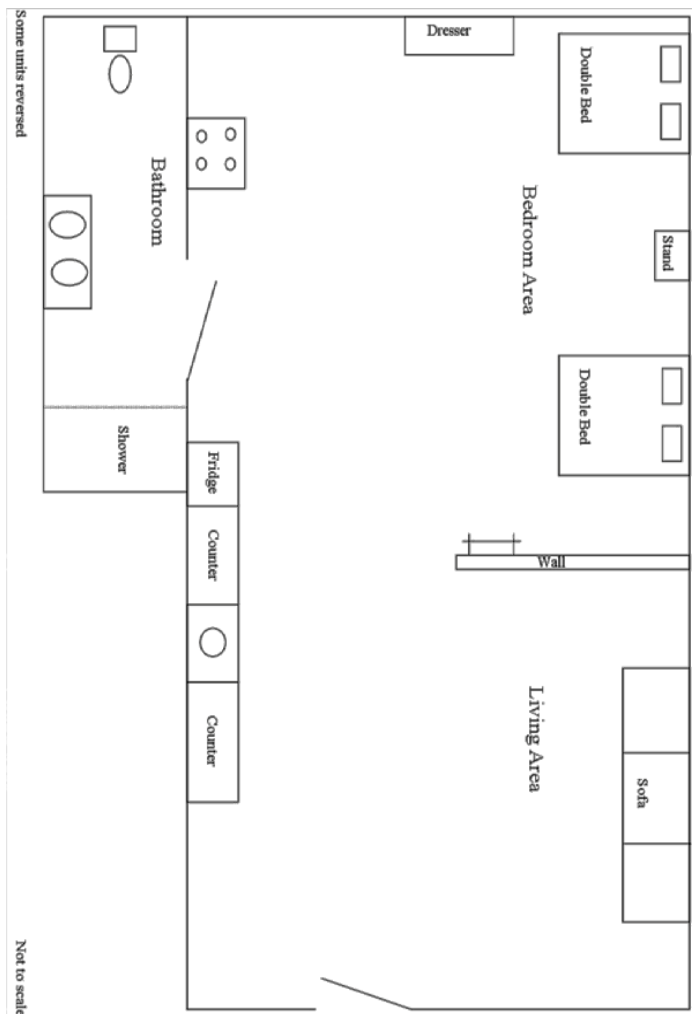 Dresser
Double Bed
Stand
Double Bed
Bedroom Area
Bathroom
Shower
Fridge
Counter
Counter
Wall
Living Area
Sofa
Some units reversed
Not to scale